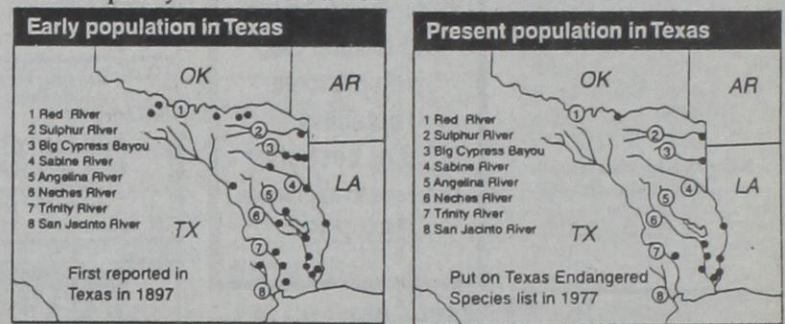 Early population in Texas
OK
AR
1 Red River
2 Sulphur River
3 Big Cypress Bayou
4 Sabine River
5 Angelina River
6 Neches River
7 Trinity River
8 San Jacinto River
LA
TX
1
2
3
4
5
6
7
8
First reported in
Texas in 1897
Present population in Texas
OK
AR
1 Red River
2 Sulphur River
3 Big Cypress Bayou
4 Sabine River
5 Angelina River
6 Neches River
7 Trinity River
8 San Jacinto River
LA
TX
1
2
3
4
5
6
7
8
Put on Texas Endangered
Species list in 1977